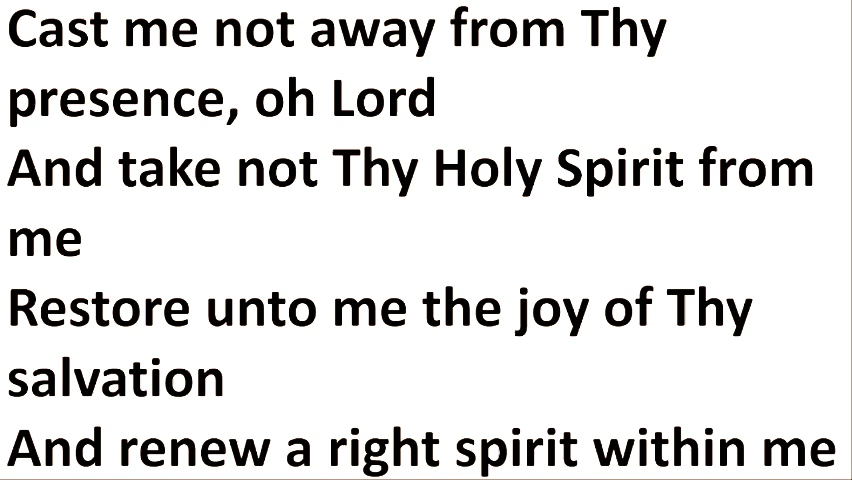 Cast me not away from Thy
presence, oh Lord
And take not Thy Holy Spirit from
me
Restore unto me the joy of Thy
salvation
And renew a right spirit within me